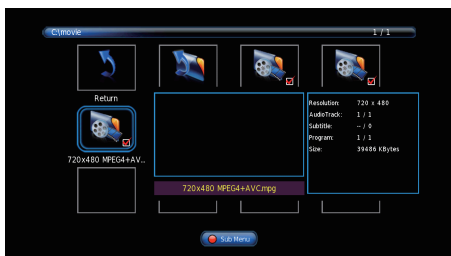 C:\movie 1 / 1
Return
Resolution: 720 x 480
AudioTrack: 1 / 1
Subtitle: -- / 0
Program: 1 / 1
Size: 39486 KBytes
720x480 MPEG4+AV..
720x480 MPEG4+AVC.mpg
Sub Menu